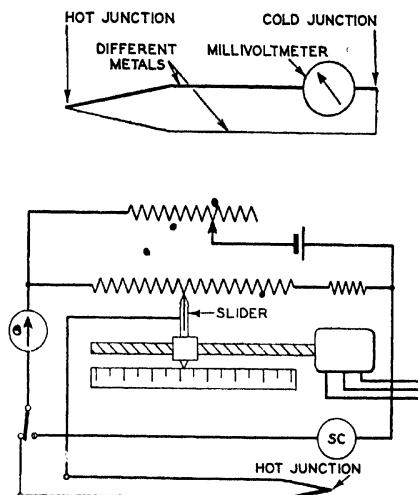 HOT JUNCTION
COLD JUNCTION
DIFFERENT
METALS
MILLIVOLTMETER
SLIDER
SC
HOT JUNCTION